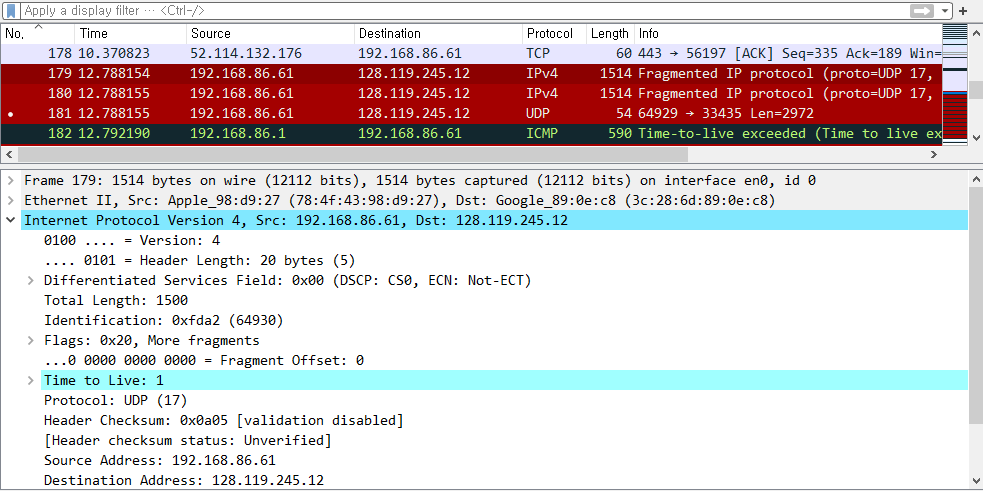 Apply a display filter ··· <Ctrl-/>
No. Time Source Destination Protocol Length Info
178 10.370823 52.114.132.176 192.168.86.61 TCP 60 443 → 56197 [ACK] Seq=335 Ack=189 Win=
179 12.788154 192.168.86.61 128.119.245.12 IPv4 1514 Fragmented IP protocol (proto=UDP 17,
180 12.788155 192.168.86.61 128.119.245.12 IPv4 1514 Fragmented IP protocol (proto=UDP 17,
181 12.788155 192.168.86.61 128.119.245.12 UDP 54 64929 → 33435 Len=2972
182 12.792190 192.168.86.1 192.168.86.61 ICMP 590 Time-to-live exceeded (Time to live ex
Frame 179: 1514 bytes on wire (12112 bits), 1514 bytes captured (12112 bits) on interface en0, id 0
Ethernet II, Src: Apple_98:d9:27 (78:4f:43:98:d9:27), Dst: Google_89:0e:c8 (3c:28:6d:89:0e:c8)
Internet Protocol Version 4, Src: 192.168.86.61, Dst: 128.119.245.12
0100 .... = Version: 4
.... 0101 = Header Length: 20 bytes (5)
Differentiated Services Field: 0x00 (DSCP: CS0, ECN: Not-ECT)
Total Length: 1500
Identification: 0xfda2 (64930)
Flags: 0x20, More fragments
...0 0000 0000 0000 = Fragment Offset: 0
Time to Live: 1
Protocol: UDP (17)
Header Checksum: 0x0a05 [validation disabled]
[Header checksum status: Unverified]
Source Address: 192.168.86.61
Destination Address: 128.119.245.12